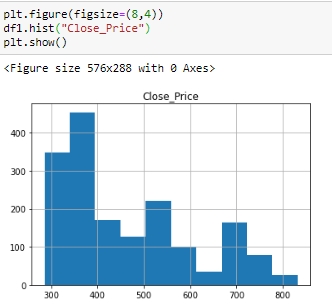 plt.figure(figsize=(8,4))
df1.hist("Close_Price")
plt.show()
<Figure size 576x288 with 0 Axes>
Close_Price
400
300
200
100
0
300 400 500 600 700 800